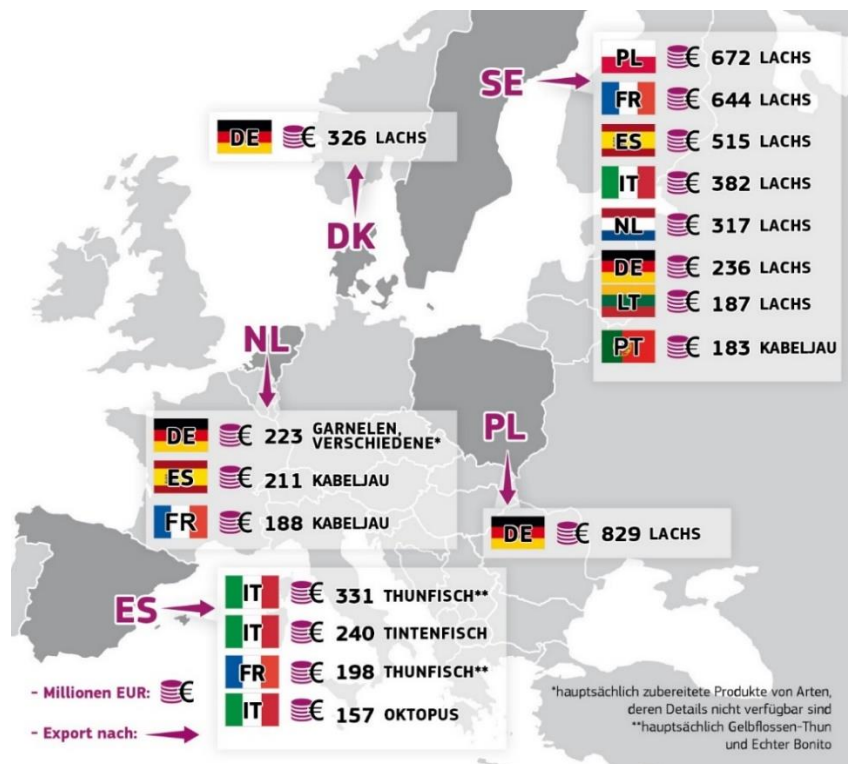 SE
PL 672 LACHS
FR 644 LACHS
ES 515 LACHS
IT 382 LACHS
NL 317 LACHS
DE 236 LACHS
LT 187 LACHS
PT 183 KABELJAU
DE 326 LACHS
DK
NL
DE 223 GARNELEN,
VERSCHIEDENE*
ES 211 KABELJAU
FR 188 KABELJAU
PL
DE 829 LACHS
ES
IT 331 THUNFISCH**
IT 240 TINTENFISCH
FR 198 THUNFISCH**
IT 157 OKTOPUS
- Millionen EUR: €
- Export nach:
*hauptsächlich zubereitete Produkte von Arten,
deren Details nicht verfügbar sind
**hauptsächlich Gelbflossen-Thun
und Echter Bonito